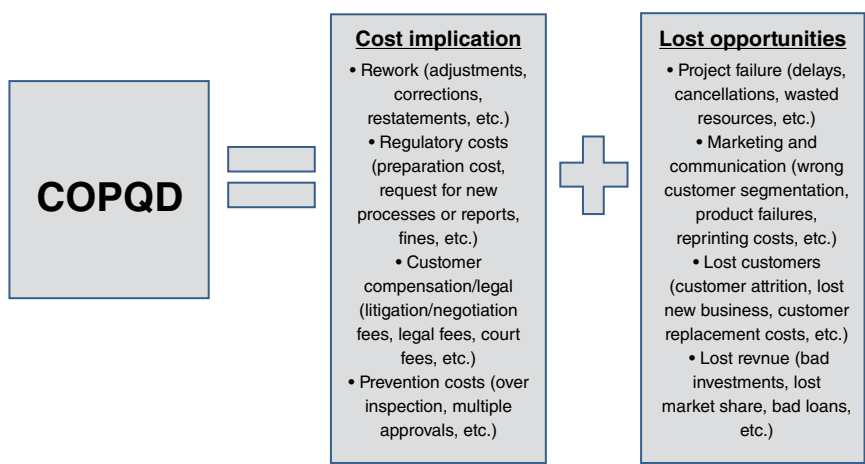 COPQD
Cost implication
• Rework (adjustments,
corrections,
restatements, etc.)
• Regulatory costs
(preparation cost,
request for new
processes or reports,
fines, etc.)
• Customer
compensation/legal
(litigation/negotiation
fees, legal fees, court
fees, etc.)
• Prevention costs (over
inspection, multiple
approvals, etc.)
Lost opportunities
• Project failure (delays,
cancellations, wasted
resources, etc.)
• Marketing and
communication (wrong
customer segmentation,
product failures,
reprinting costs, etc.)
• Lost customers
(customer attrition, lost
new business, customer
replacement costs, etc.)
• Lost revnue (bad
investments, lost
market share, bad loans,
etc.)